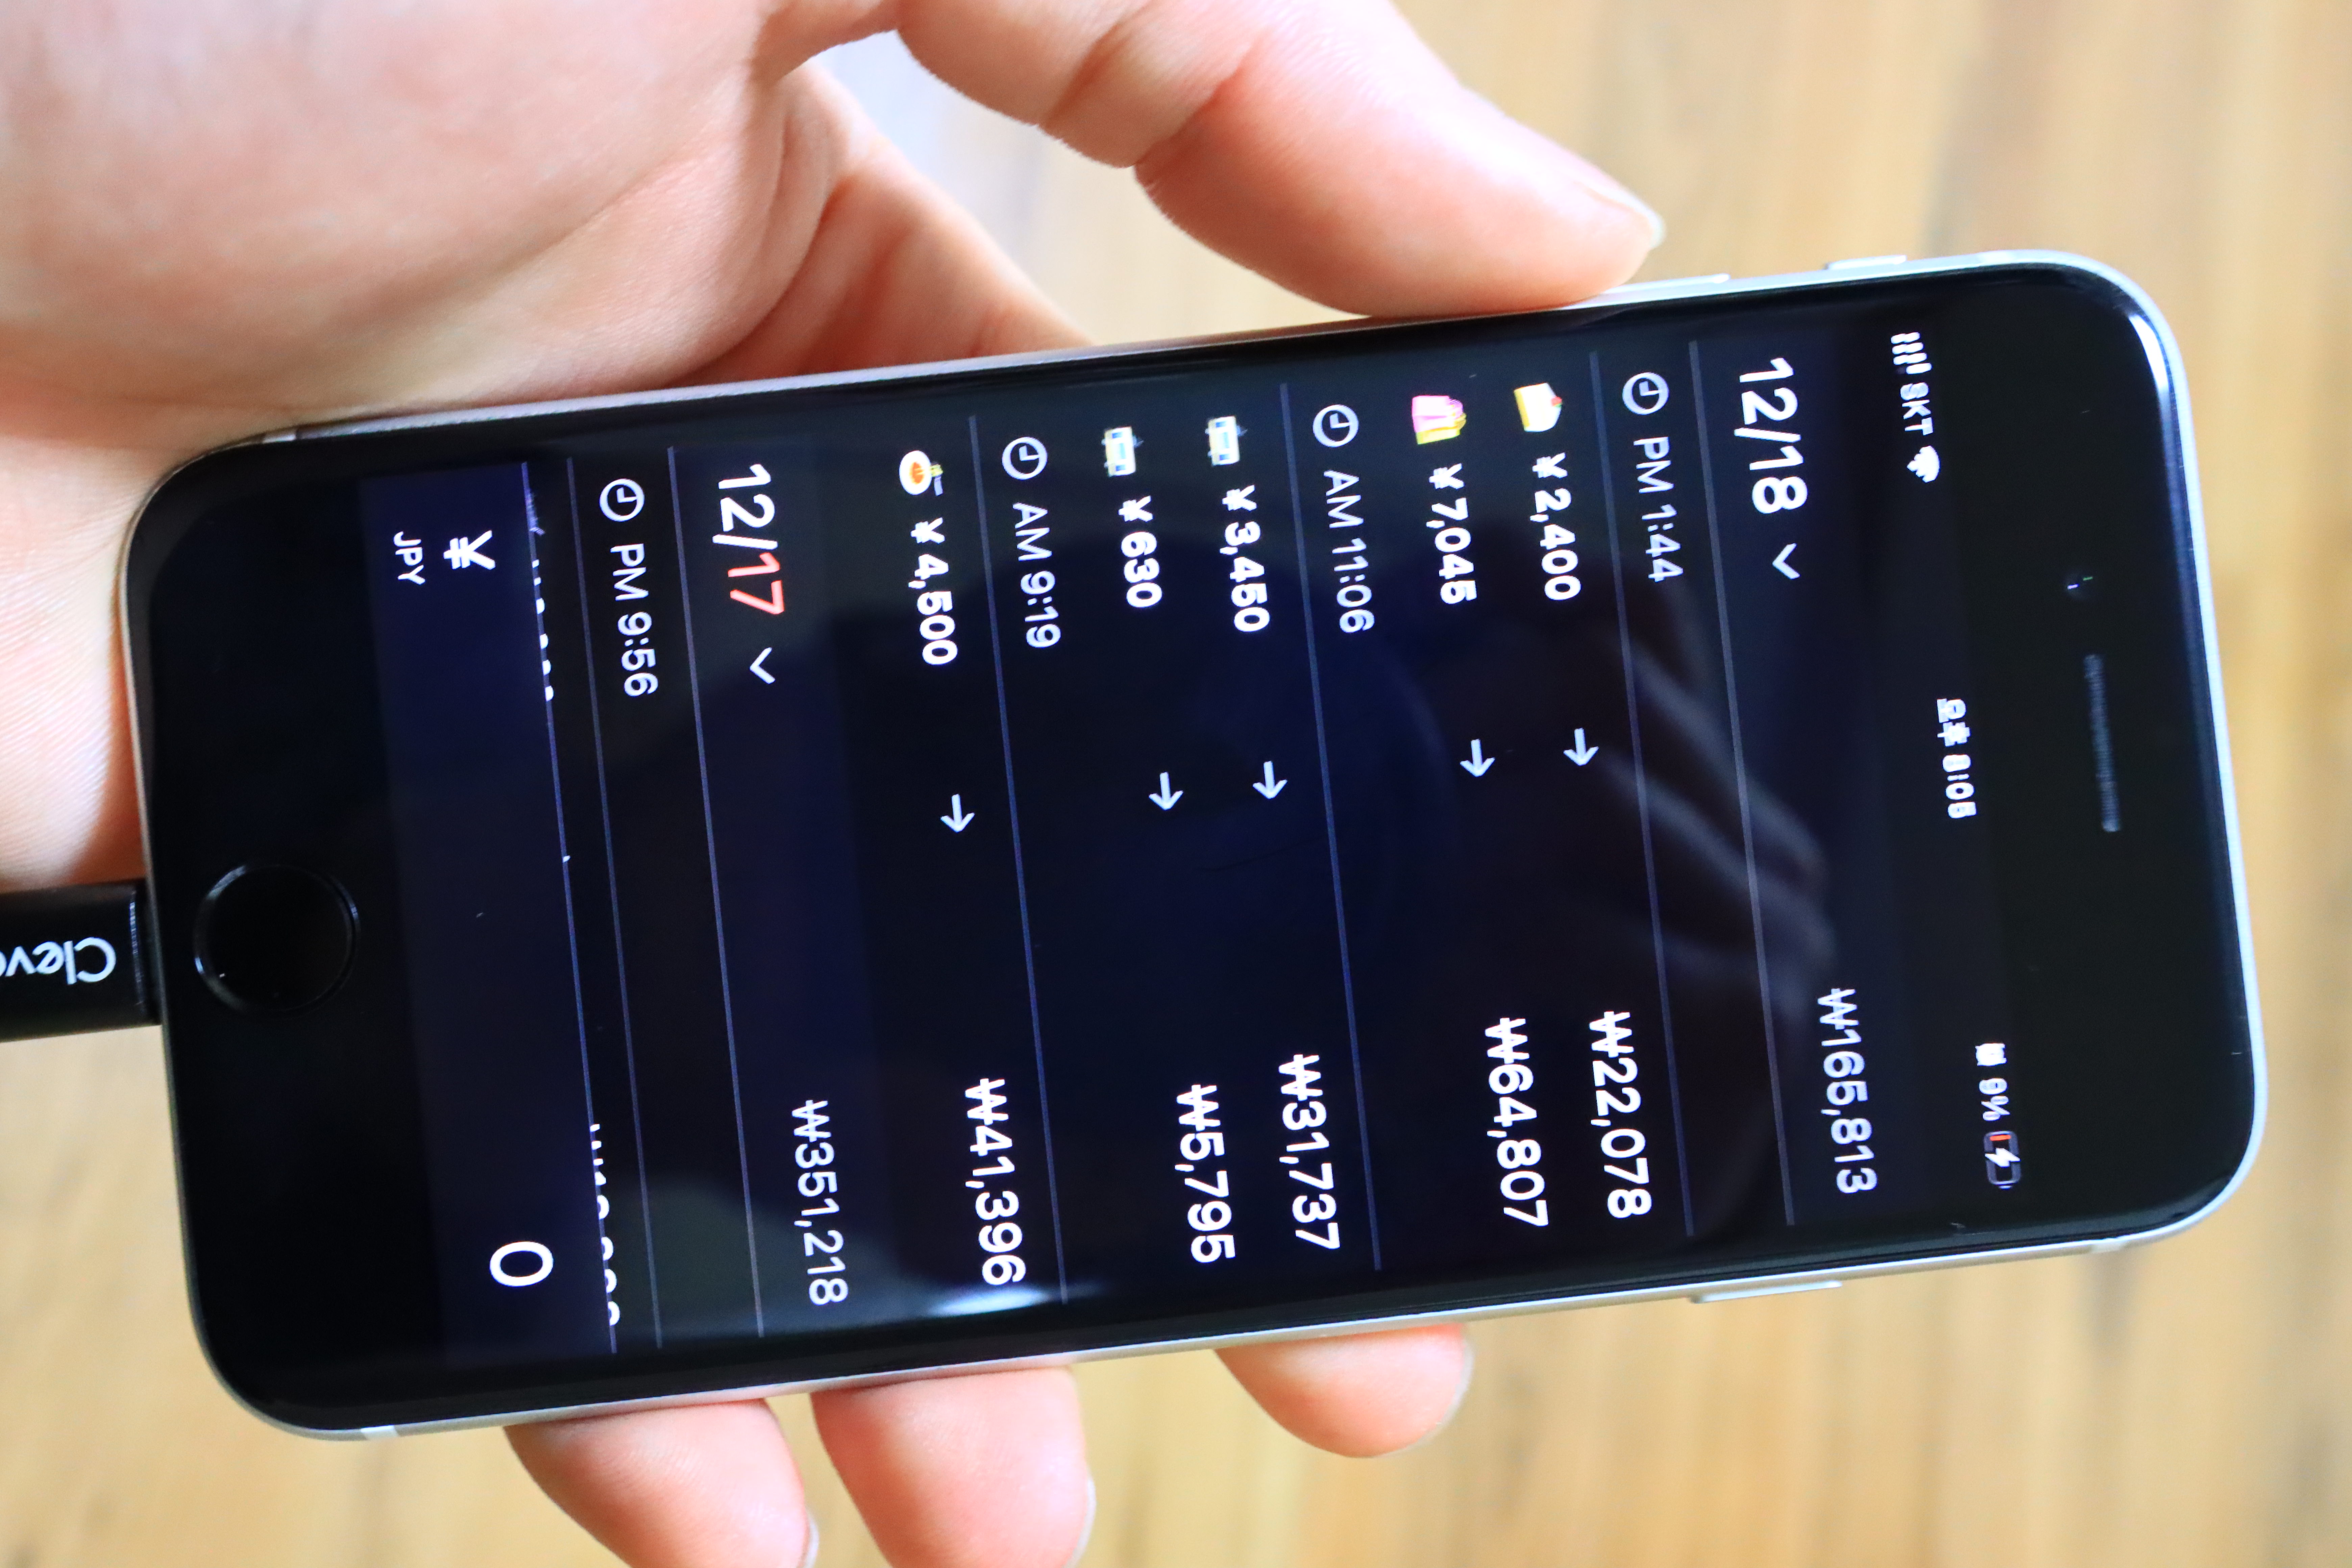 SKT 오후 8:05 9%
12/18 ₩165,813
PM 1:44
¥ 2,400 → ₩22,078
¥ 7,045 → ₩64,807
AM 11:06
¥ 3,450 → ₩31,737
¥ 630 → ₩5,795
AM 9:19
¥ 4,500 → ₩41,396
12/17 ₩351,218
PM 9:56
¥ 0
JPY